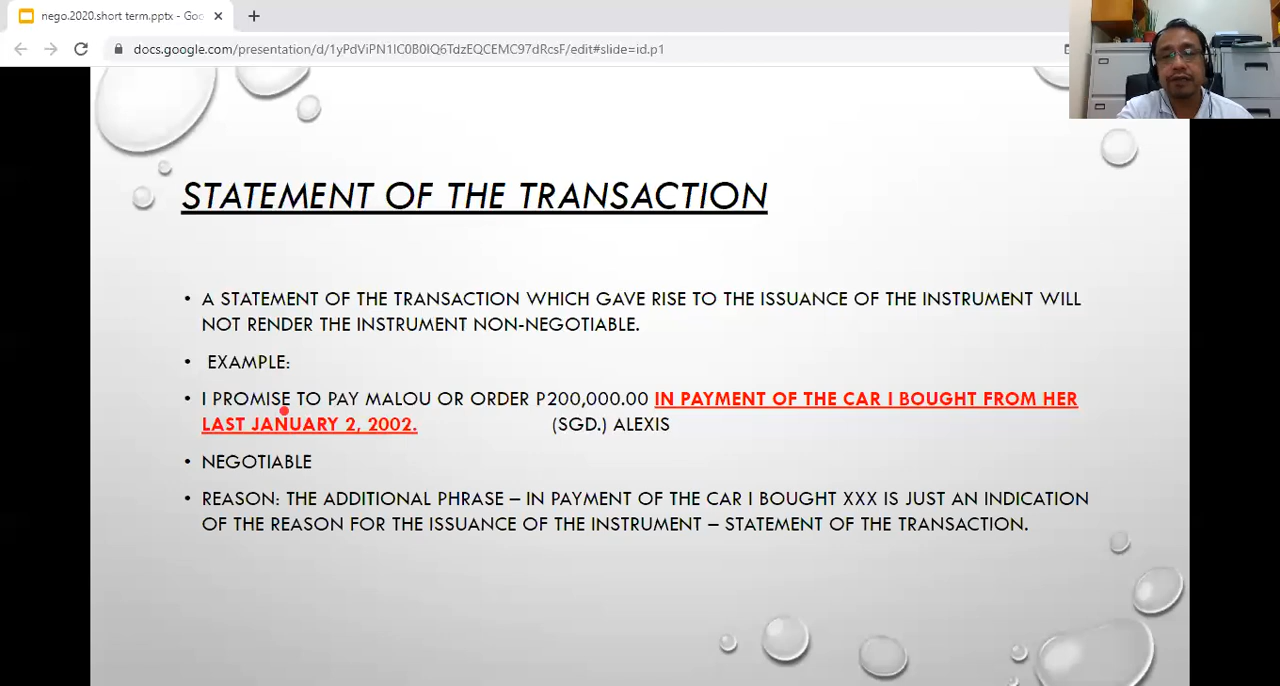 nego.2020.short term.pptx - Goo
docs.google.com/presentation/d/1yPdViPN1lC0B0IQ6TdzEQCEMC97dRcsF/edit#slide=id.p1
STATEMENT OF THE TRANSACTION
• A STATEMENT OF THE TRANSACTION WHICH GAVE RISE TO THE ISSUANCE OF THE INSTRUMENT WILL
NOT RENDER THE INSTRUMENT NON-NEGOTIABLE.
• EXAMPLE:
• I PROMISE TO PAY MALOU OR ORDER P200,000.00 IN PAYMENT OF THE CAR I BOUGHT FROM HER
LAST JANUARY 2, 2002. (SGD.) ALEXIS
• NEGOTIABLE
• REASON: THE ADDITIONAL PHRASE – IN PAYMENT OF THE CAR I BOUGHT XXX IS JUST AN INDICATION
OF THE REASON FOR THE ISSUANCE OF THE INSTRUMENT – STATEMENT OF THE TRANSACTION.